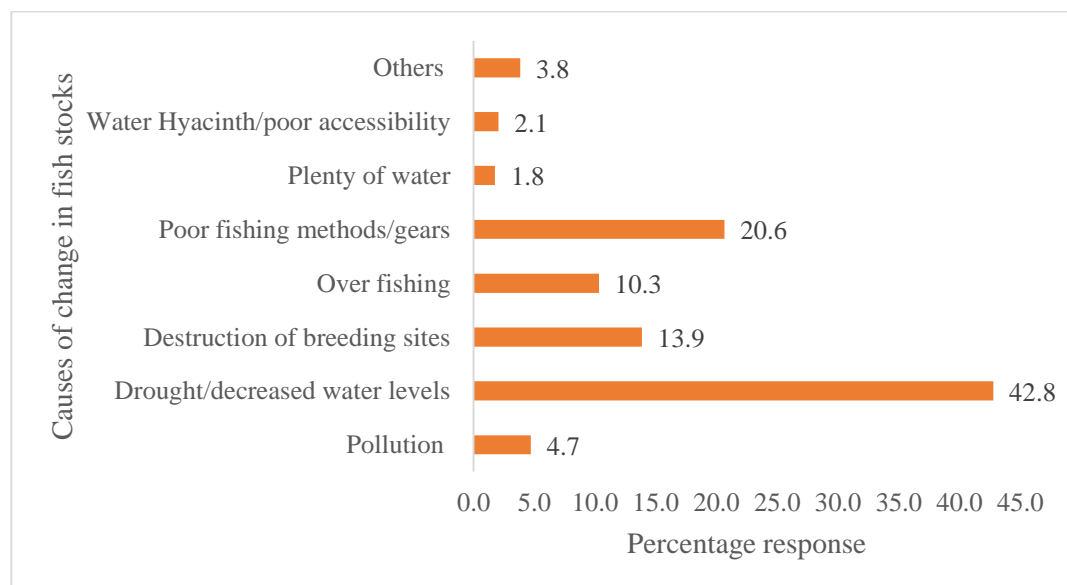 Causes of change in fish stocks
Others 3.8
Water Hyacinth/poor accessibility 2.1
Plenty of water 1.8
Poor fishing methods/gears 20.6
Over fishing 10.3
Destruction of breeding sites 13.9
Drought/decreased water levels 42.8
Pollution 4.7
0.0 5.0 10.0 15.0 20.0 25.0 30.0 35.0 40.0 45.0
Percentage response